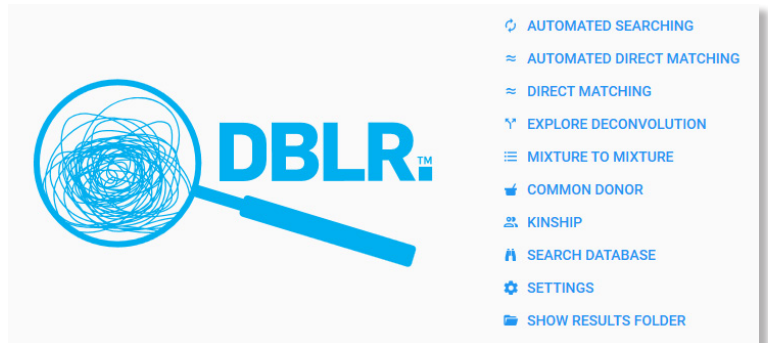 DBLR.™
AUTOMATED SEARCHING
AUTOMATED DIRECT MATCHING
DIRECT MATCHING
EXPLORE DECONVOLUTION
MIXTURE TO MIXTURE
COMMON DONOR
KINSHIP
SEARCH DATABASE
SETTINGS
SHOW RESULTS FOLDER